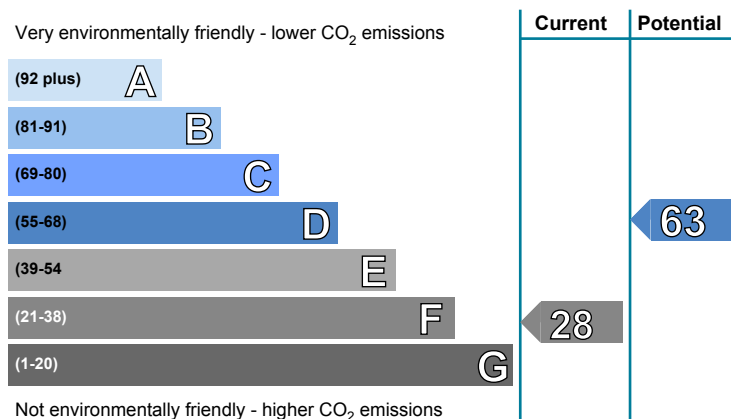 Current Potential
Very environmentally friendly - lower CO2 emissions
(92 plus) A
(81-91) B
(69-80) C
(55-68) D 63
(39-54 E
(21-38) F 28
(1-20) G
Not environmentally friendly - higher CO2 emissions